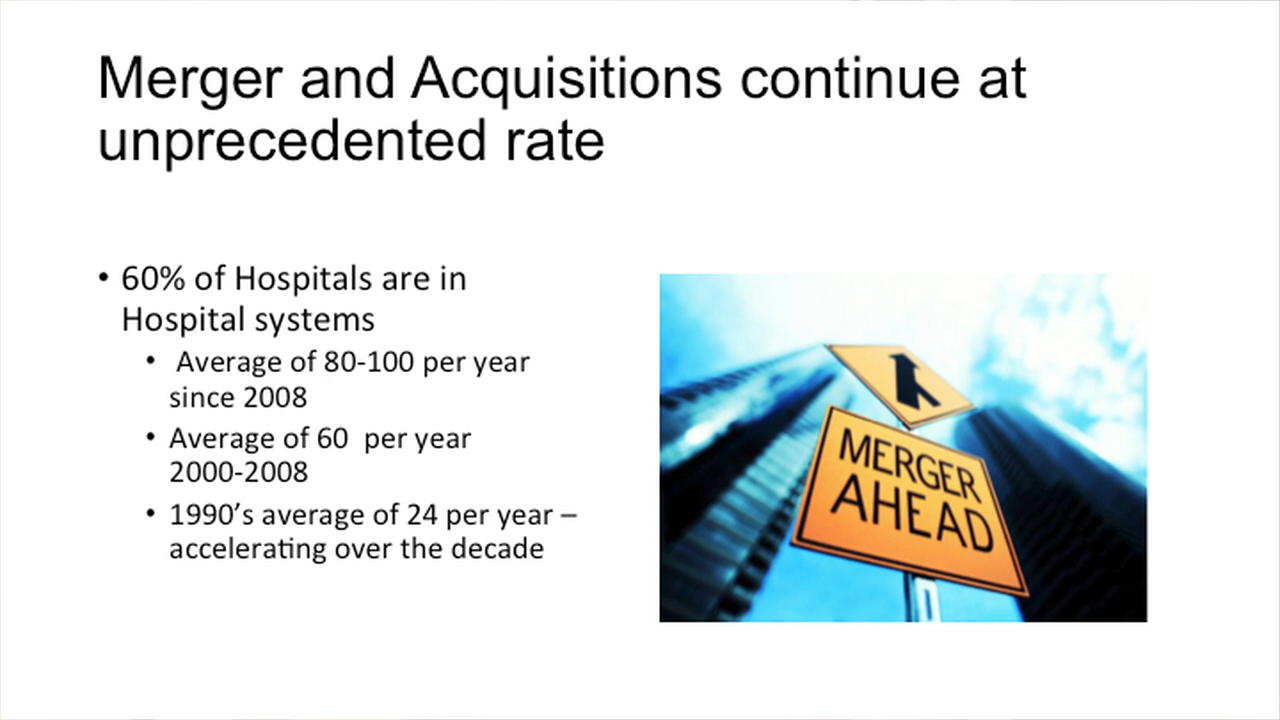 Merger and Acquisitions continue at
unprecedented rate
• 60% of Hospitals are in
Hospital systems
• Average of 80-100 per year
since 2008
• Average of 60  per year
2000-2008
• 1990’s average of 24 per year –
accelerating over the decade
MERGER
AHEAD